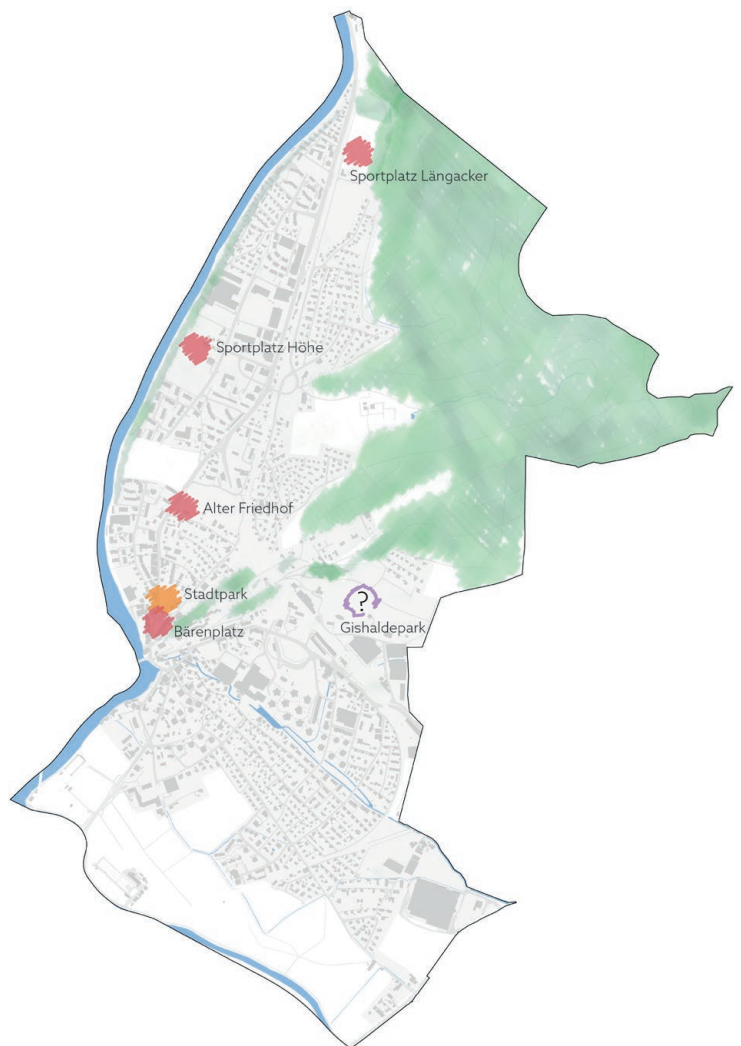 Sportplatz Längacker
Sportplatz Höhe
Alter Friedhof
Stadtpark
?
Bärenplatz
Gishaldepark